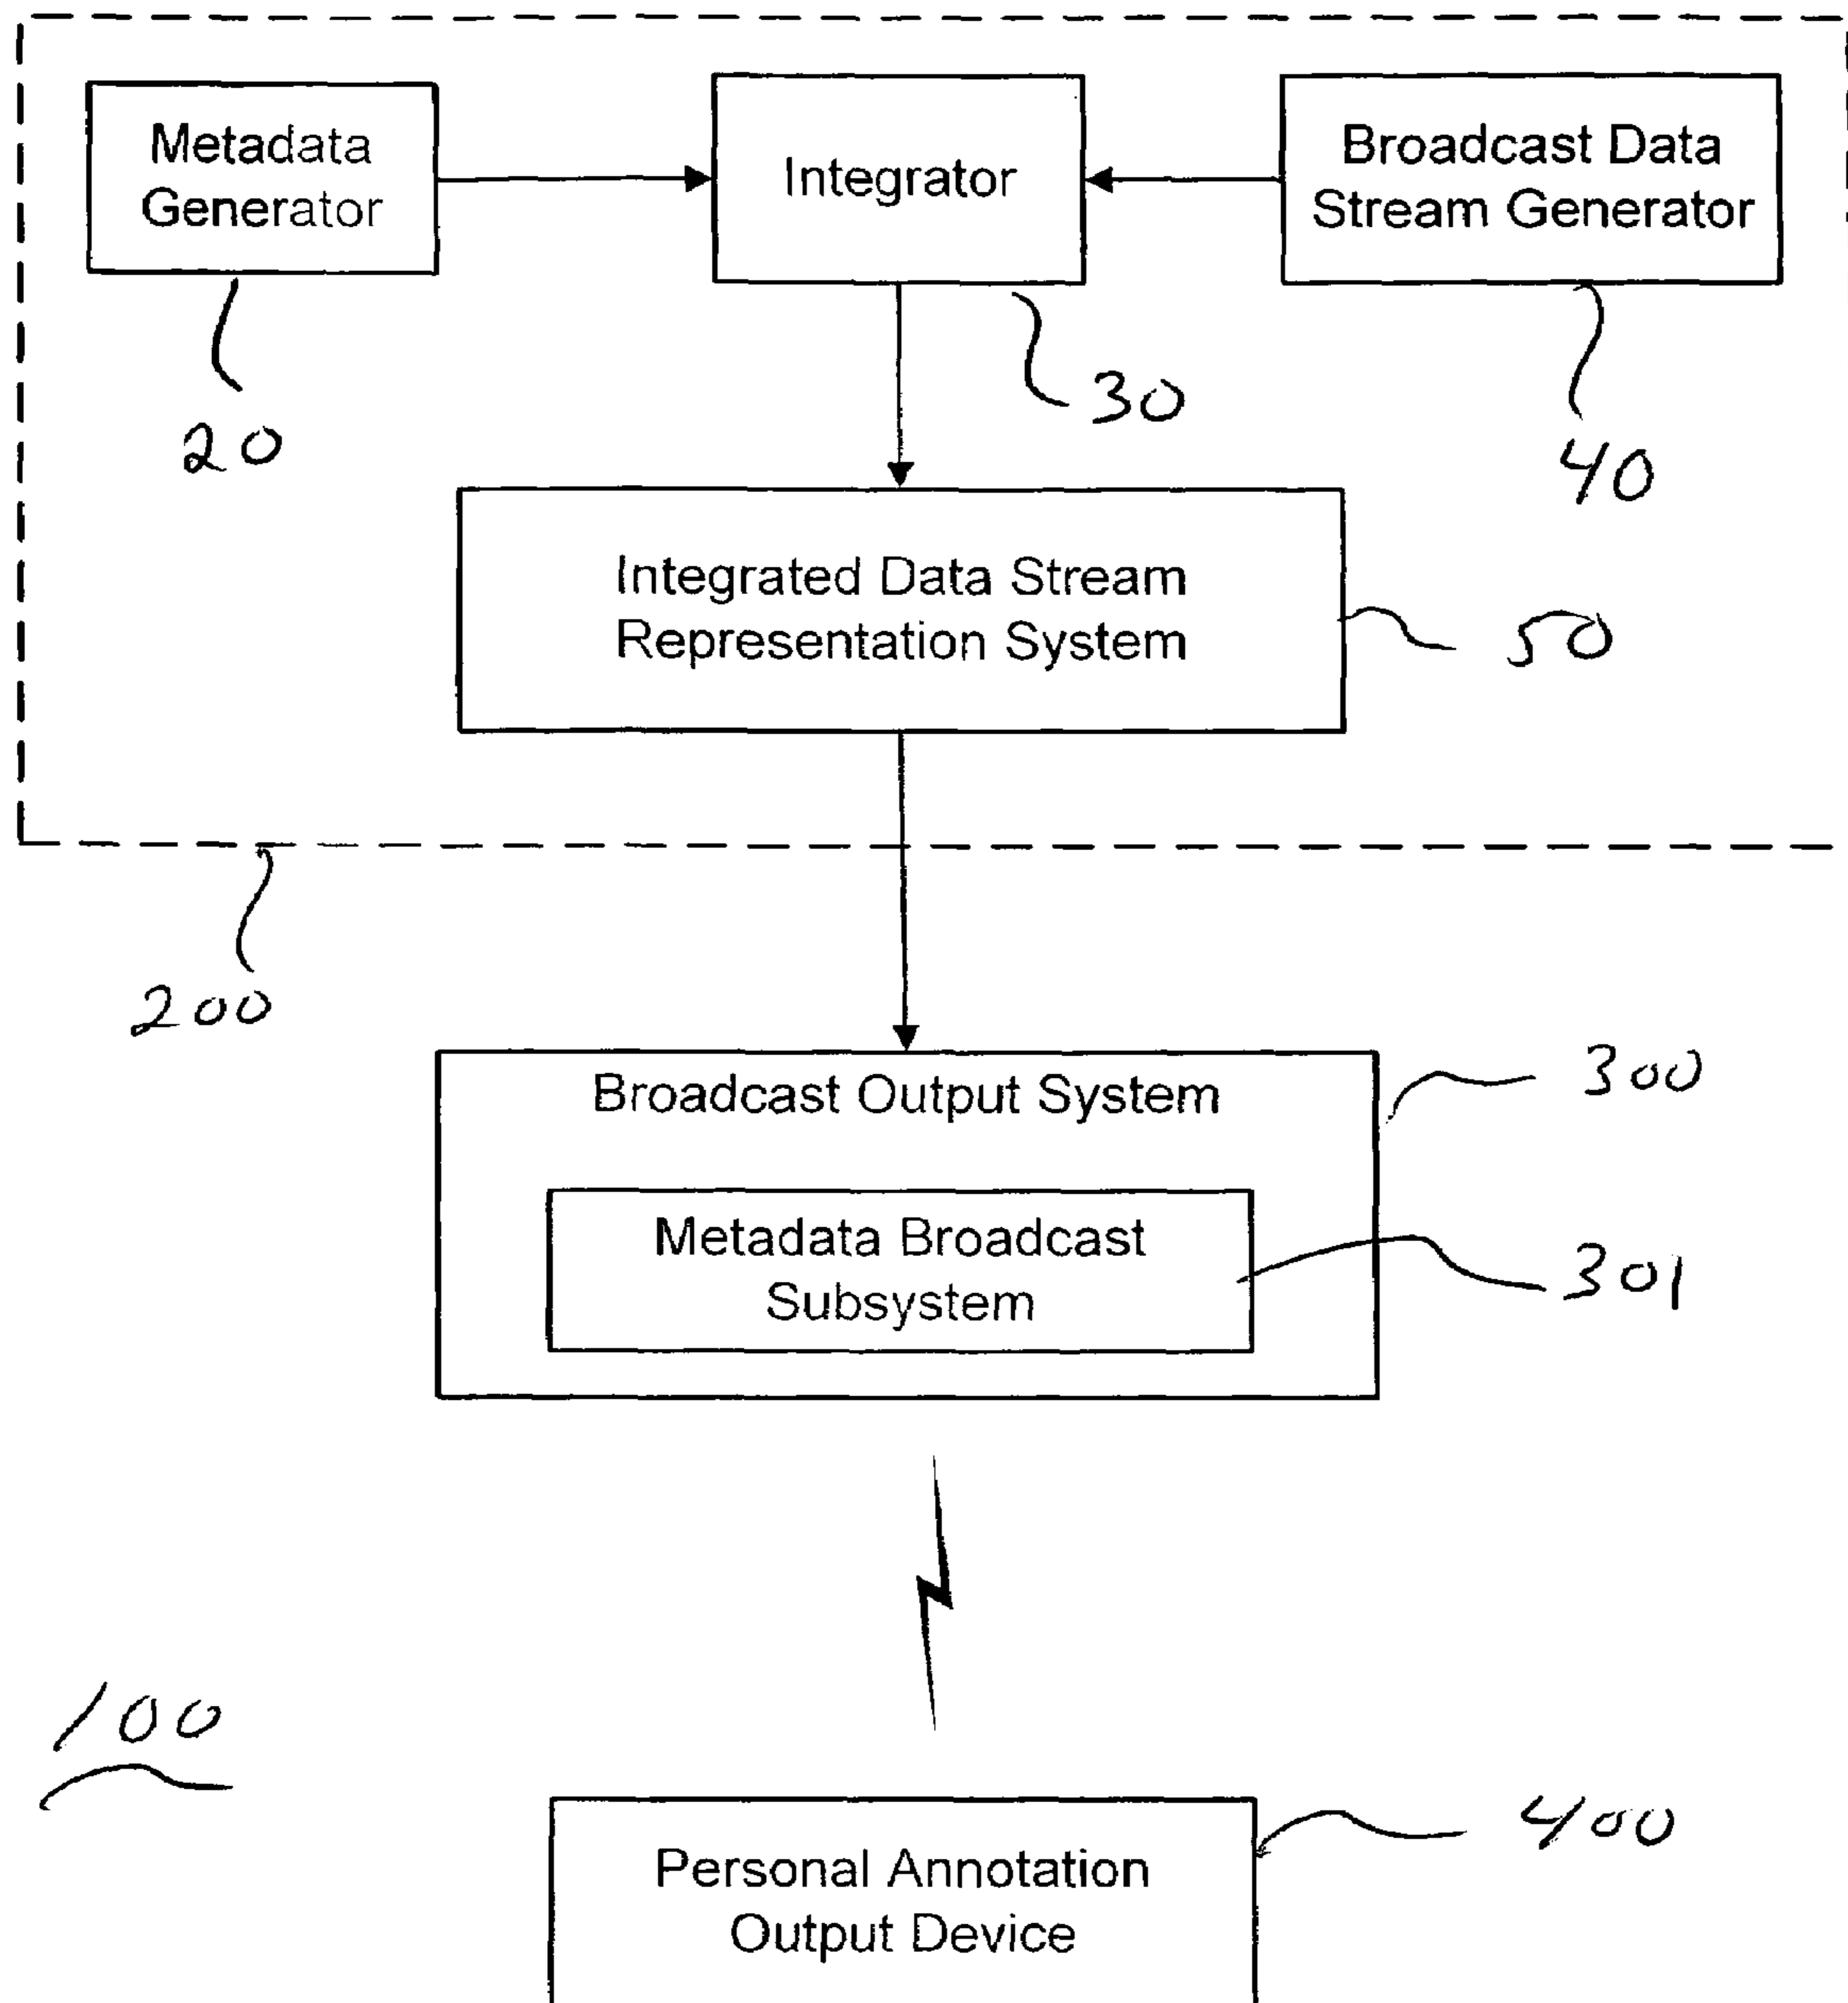 Metadata
Generator
Integrator
Broadcast Data
Stream Generator
20
30
40
Integrated Data Stream
Representation System
50
200
Broadcast Output System
300
Metadata Broadcast
Subsystem
301
100
Personal Annotation
Output Device
400